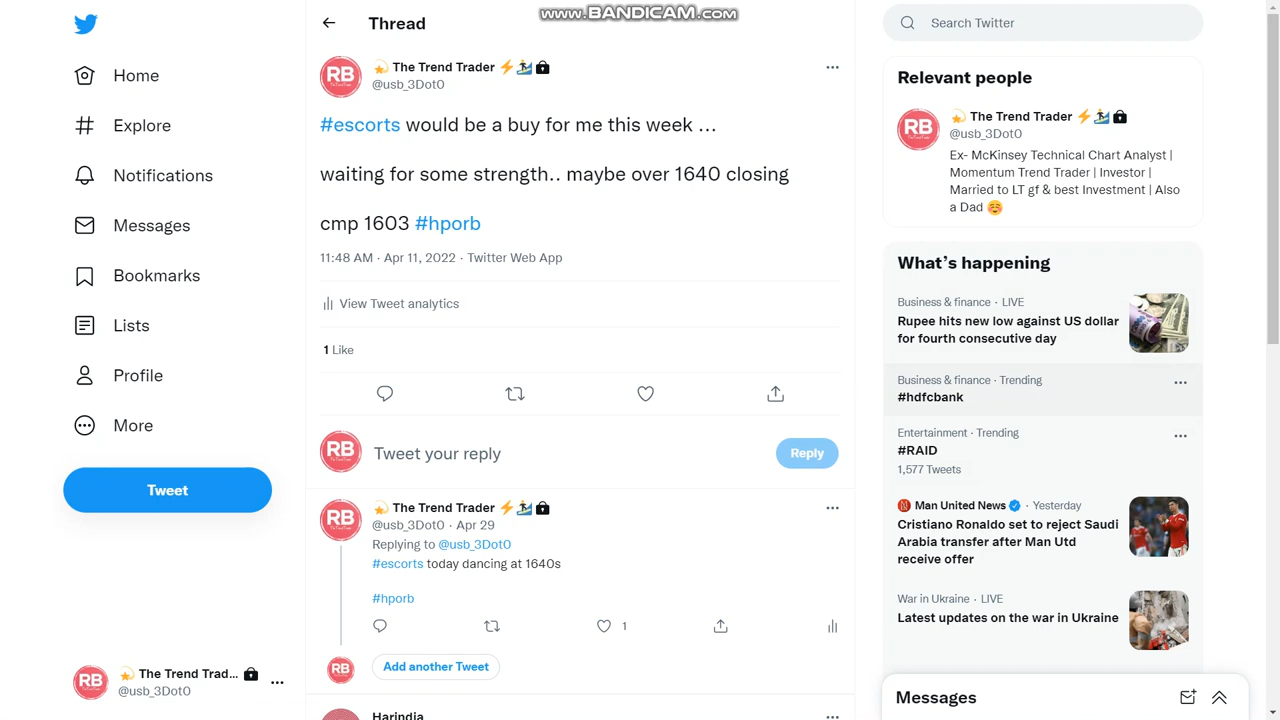 www.BANDICAM.com
Home
Explore
Notifications
Messages
Bookmarks
Lists
Profile
More
Tweet
RB
The Trend Trad...
@usb_3Dot0
Thread
RB
The Trend Trader
@usb_3Dot0
#escorts would be a buy for me this week ...
waiting for some strength.. maybe over 1640 closing
cmp 1603 #hporb
11:48 AM · Apr 11, 2022 · Twitter Web App
View Tweet analytics
1 Like
RB
Tweet your reply
Reply
RB
The Trend Trader
@usb_3Dot0 · Apr 29
Replying to @usb_3Dot0
#escorts today dancing at 1640s
#hporb
1
RB
Add another Tweet
Harindia
Search Twitter
Relevant people
RB
The Trend Trader
@usb_3Dot0
Ex- McKinsey Technical Chart Analyst |
Momentum Trend Trader | Investor |
Married to LT gf & best Investment | Also
a Dad
What's happening
Business & finance · LIVE
Rupee hits new low against US dollar
for fourth consecutive day
Business & finance · Trending
#hdfcbank
Entertainment · Trending
#RAID
1,577 Tweets
Man United News · Yesterday
Cristiano Ronaldo set to reject Saudi
Arabia transfer after Man Utd
receive offer
War in Ukraine · LIVE
Latest updates on the war in Ukraine
Messages